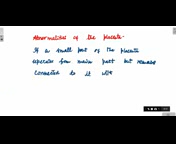 Abnormalities of the placenta-
If a small part of the placenta
seperates from main part but remains
connected to it with